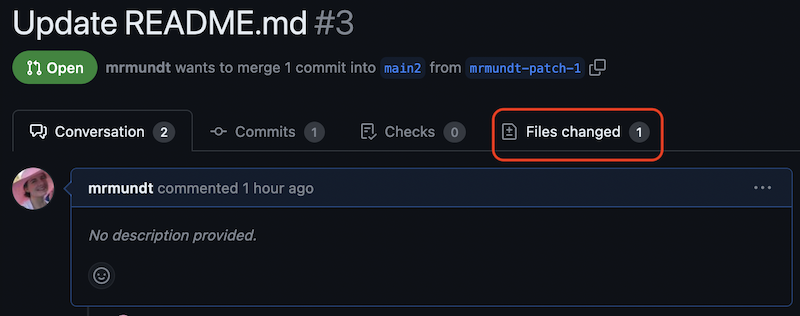 Update README.md #3
Open mrmundt wants to merge 1 commit into main2 from mrmundt-patch-1
Conversation 2 Commits 1 Checks 0 Files changed 1
mrmundt commented 1 hour ago ...
No description provided.